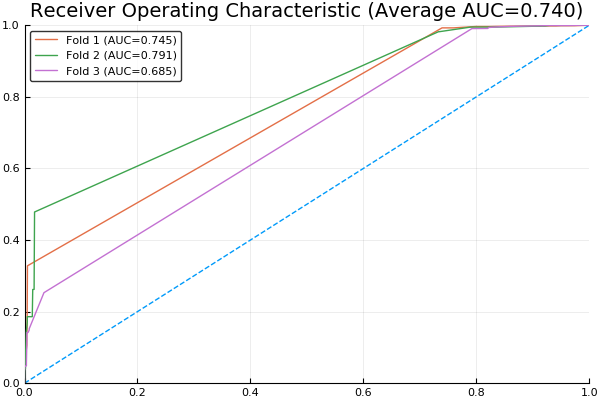 Receiver Operating Characteristic (Average AUC=0.740)
1.0
Fold 1 (AUC=0.745)
Fold 2 (AUC=0.791)
Fold 3 (AUC=0.685)
0.8
0.6
0.4
0.2
0.0
0.0 0.2 0.4 0.6 0.8 1.0